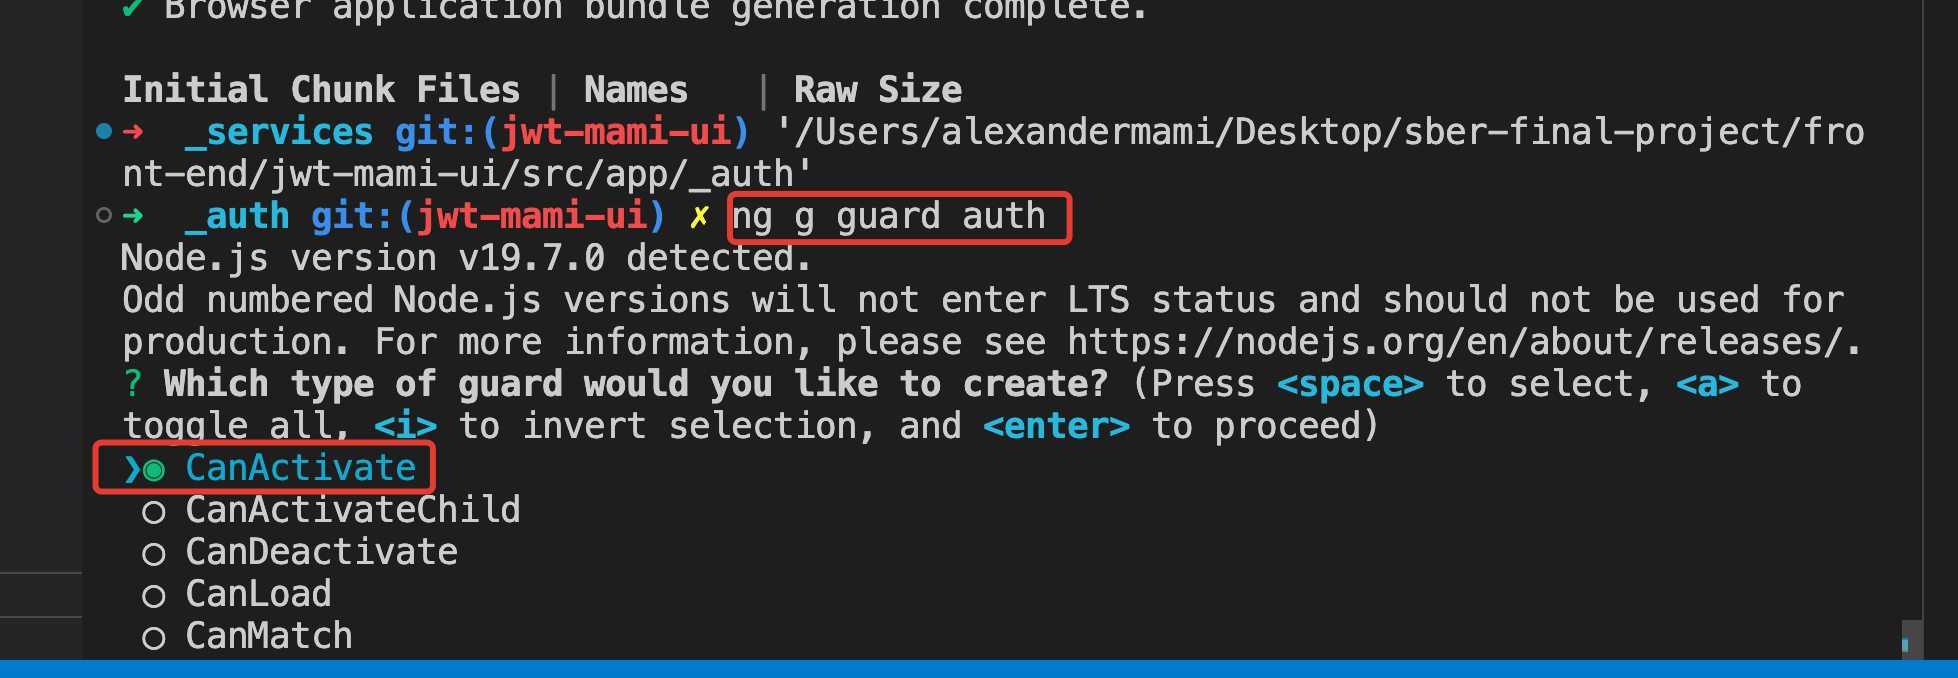 ✔ Browser application bundle generation complete.
Initial Chunk Files | Names   | Raw Size
➜  _services git:(jwt-mami-ui) '/Users/alexandermami/Desktop/sber-final-project/fro
nt-end/jwt-mami-ui/src/app/_auth'
➜  _auth git:(jwt-mami-ui) ✗ ng g guard auth
Node.js version v19.7.0 detected.
Odd numbered Node.js versions will not enter LTS status and should not be used for
production. For more information, please see https://nodejs.org/en/about/releases/.
? Which type of guard would you like to create? (Press <space> to select, <a> to
toggle all, <i> to invert selection, and <enter> to proceed)
❯◉ CanActivate
◯ CanActivateChild
◯ CanDeactivate
◯ CanLoad
◯ CanMatch